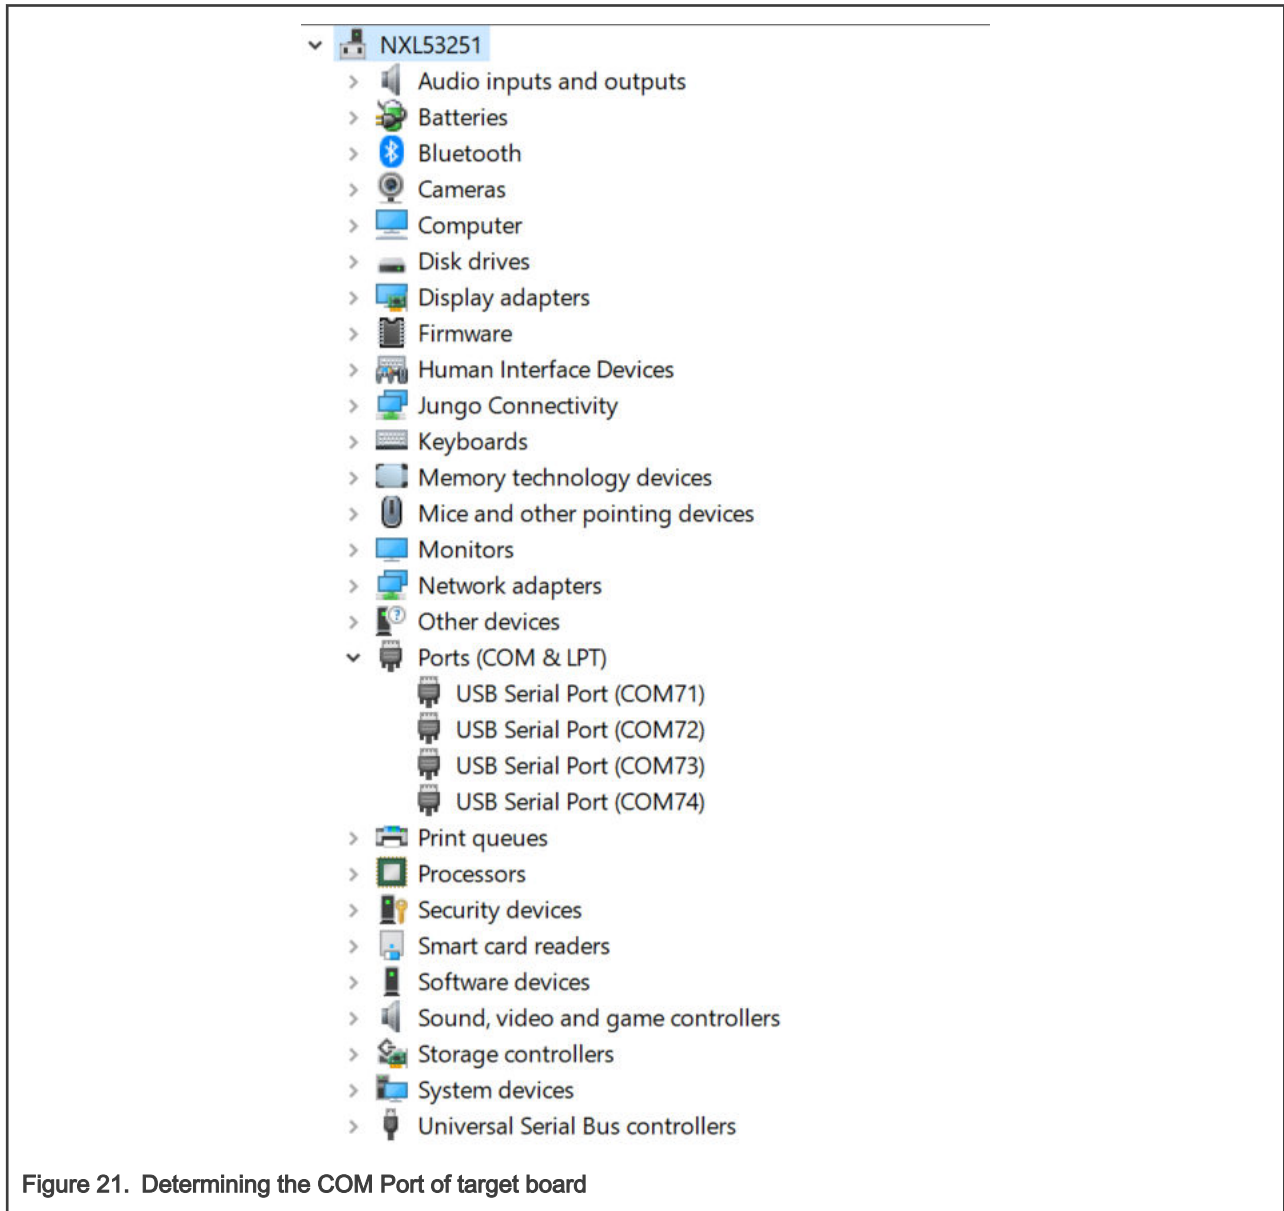 NXL53251
Audio inputs and outputs
Batteries
Bluetooth
Cameras
Computer
Disk drives
Display adapters
Firmware
Human Interface Devices
Jungo Connectivity
Keyboards
Memory technology devices
Mice and other pointing devices
Monitors
Network adapters
Other devices
Ports (COM & LPT)
USB Serial Port (COM71)
USB Serial Port (COM72)
USB Serial Port (COM73)
USB Serial Port (COM74)
Print queues
Processors
Security devices
Smart card readers
Software devices
Sound, video and game controllers
Storage controllers
System devices
Universal Serial Bus controllers
Figure 21. Determining the COM Port of target board